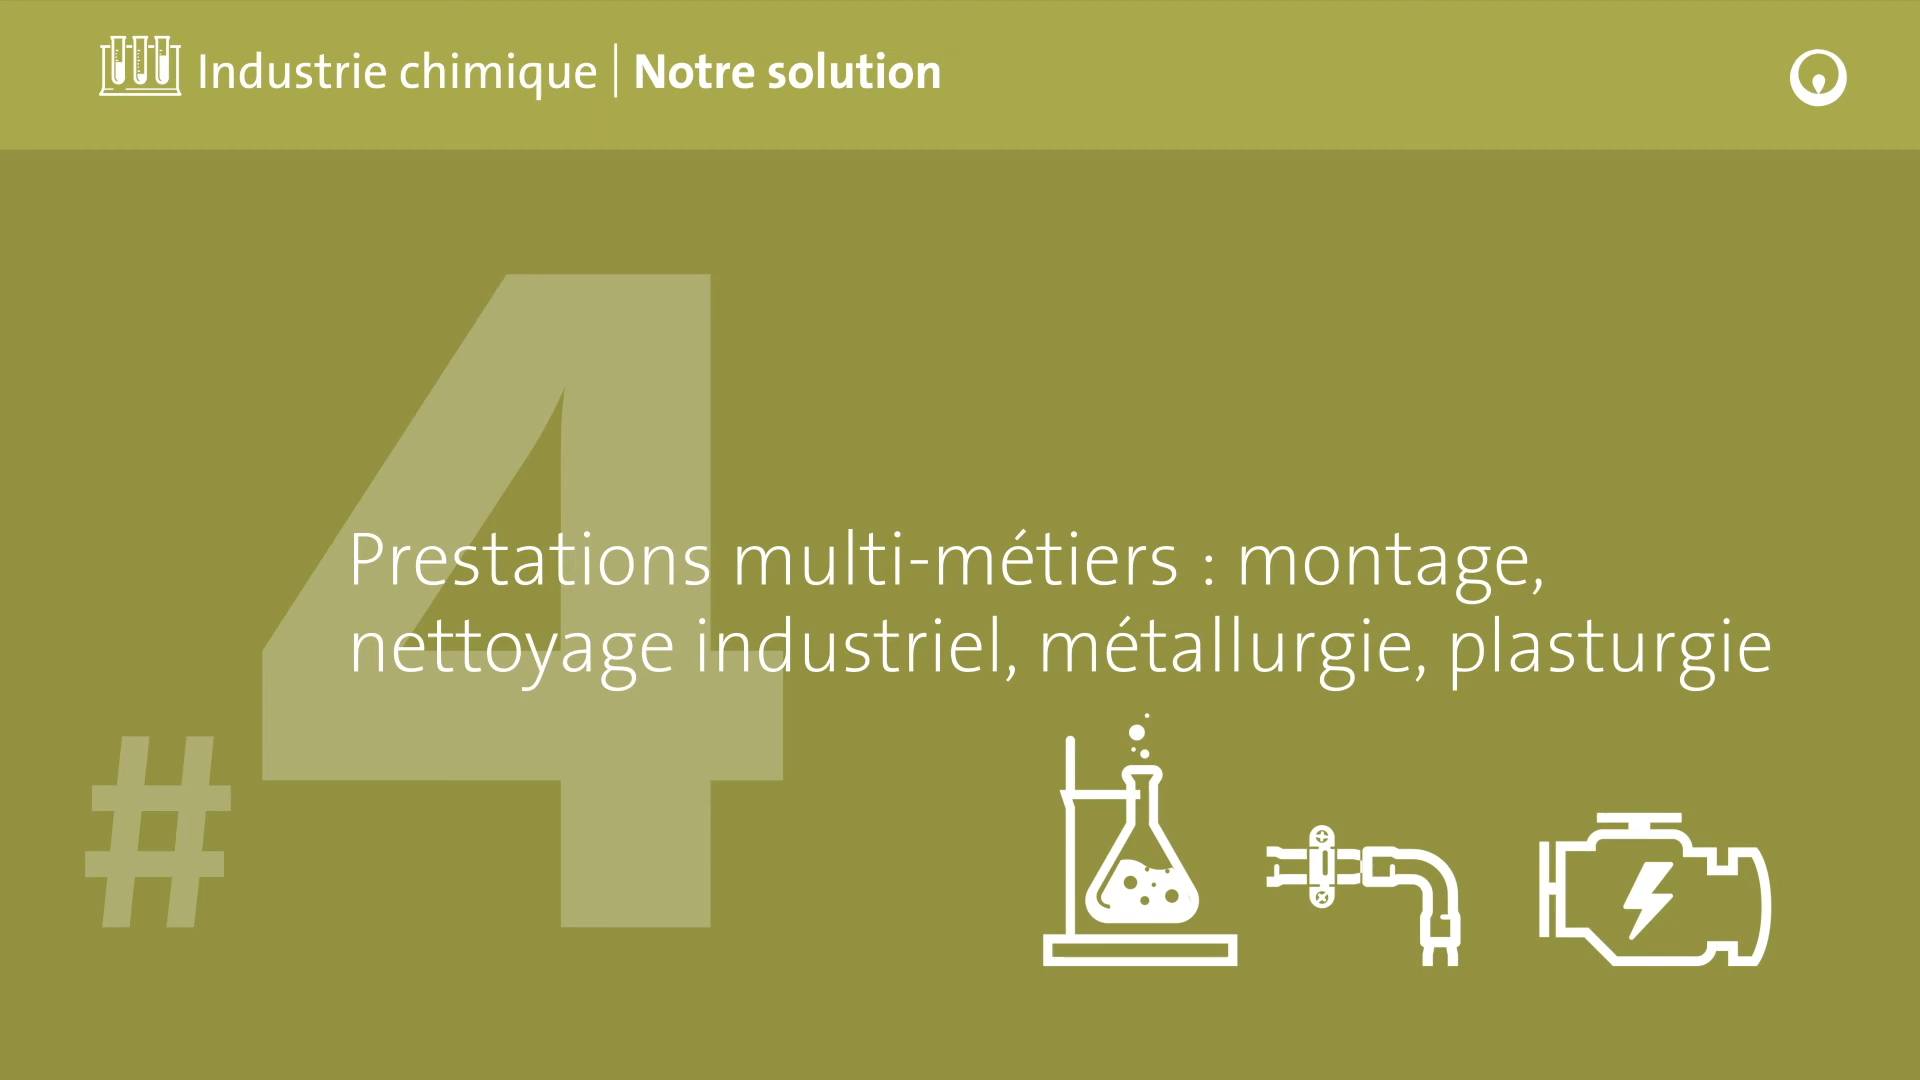 Industrie chimique | Notre solution
#4
Prestations multi-métiers : montage,
nettoyage industriel, métallurgie, plasturgie